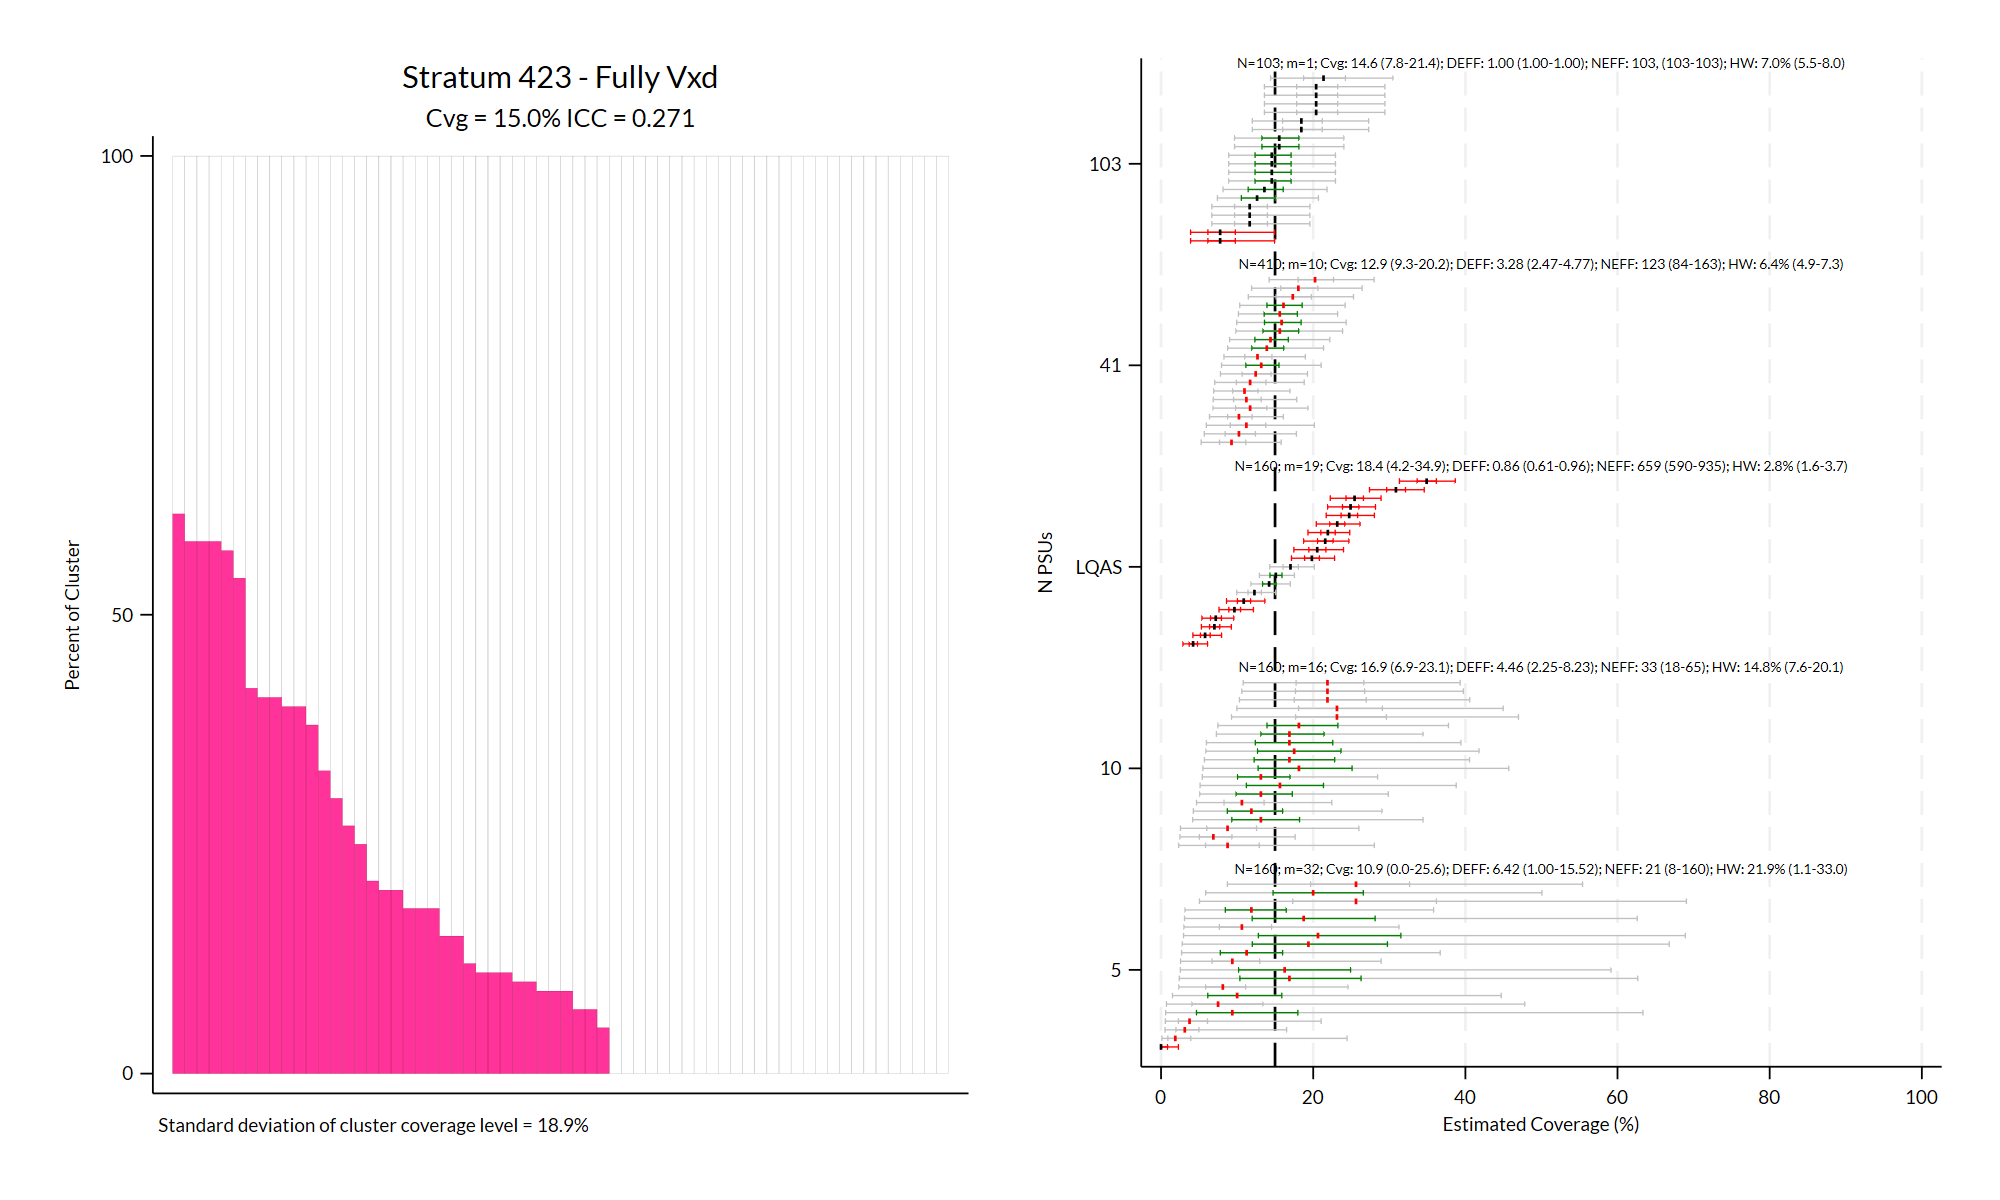 Stratum 423 - Fully Vxd
Cvg = 15.0% ICC = 0.271
100
50
0
Percent of Cluster
Standard deviation of cluster coverage level = 18.9%
N PSUs
N=103; m=1; Cvg: 14.6 (7.8-21.4); DEFF: 1.00 (1.00-1.00); NEFF: 103, (103-103); HW: 7.0% (5.5-8.0)
103
N=410; m=10; Cvg: 12.9 (9.3-20.2); DEFF: 3.28 (2.47-4.77); NEFF: 123 (84-163); HW: 6.4% (4.9-7.3)
41
N=160; m=19; Cvg: 18.4 (4.2-34.9); DEFF: 0.86 (0.61-0.96); NEFF: 659 (590-935); HW: 2.8% (1.6-3.7)
LQAS
N=160; m=16; Cvg: 16.9 (6.9-23.1); DEFF: 4.46 (2.25-8.23); NEFF: 33 (18-65); HW: 14.8% (7.6-20.1)
10
N=160; m=32; Cvg: 10.9 (0.0-25.6); DEFF: 6.42 (1.00-15.52); NEFF: 21 (8-160); HW: 21.9% (1.1-33.0)
5
0 20 40 60 80 100
Estimated Coverage (%)